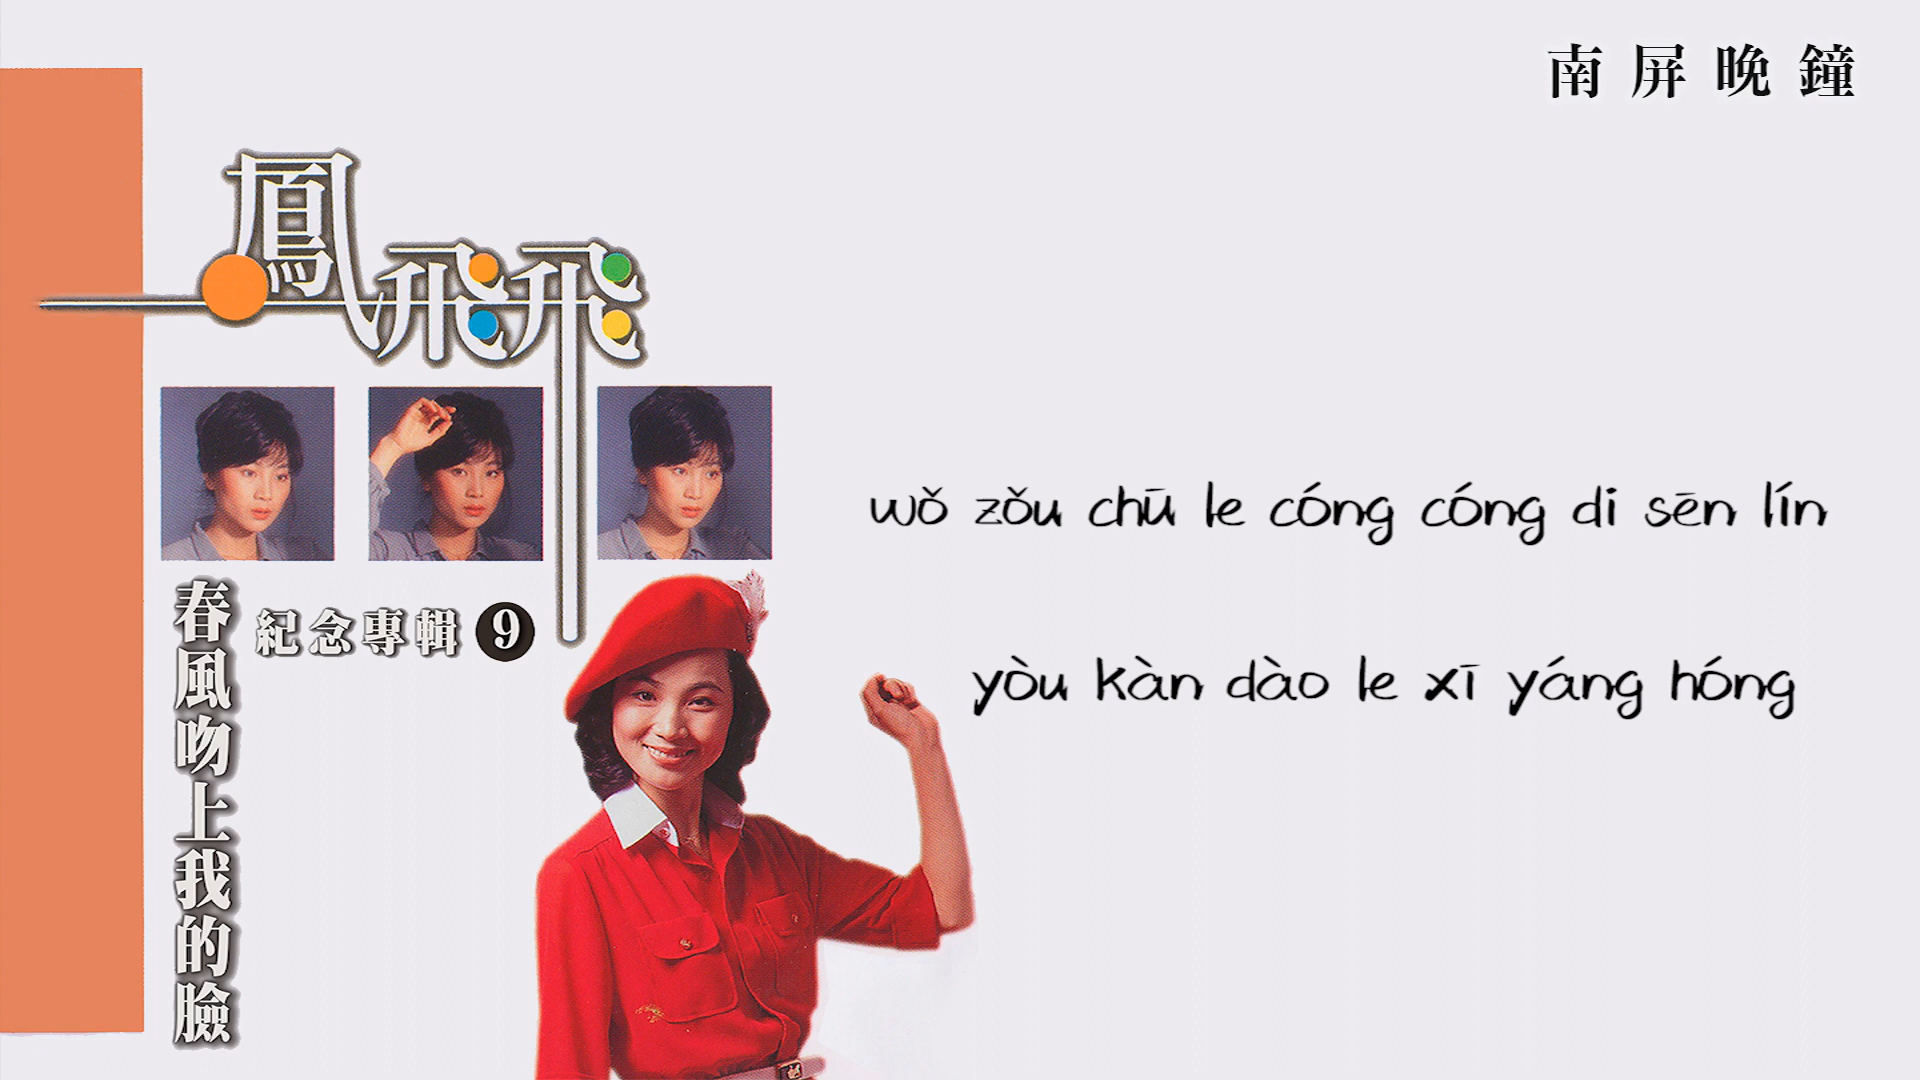 南屏晚鐘
鳳飛飛
紀念專輯 9
春風吻上我的臉
wǒ zǒu chū le cóng cóng di sēn lín
yòu kàn dào le xī yáng hóng